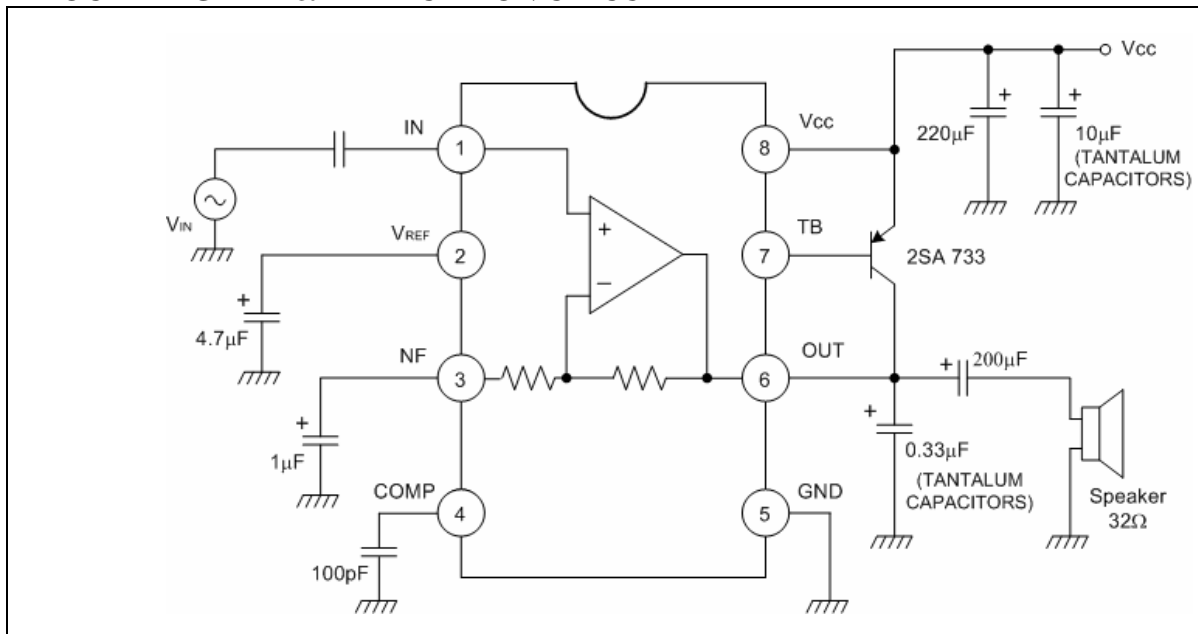 Vcc
IN
1
Vcc
8
220µF
10µF
(TANTALUM
CAPACITORS)
VIN
VREF
2
+
−
TB
7
2SA 733
4.7µF
+
NF
3
OUT
6
+
200µF
+
+
+
+
1µF
+
0.33µF
(TANTALUM
CAPACITORS)
Speaker
32Ω
COMP
4
GND
5
100pF